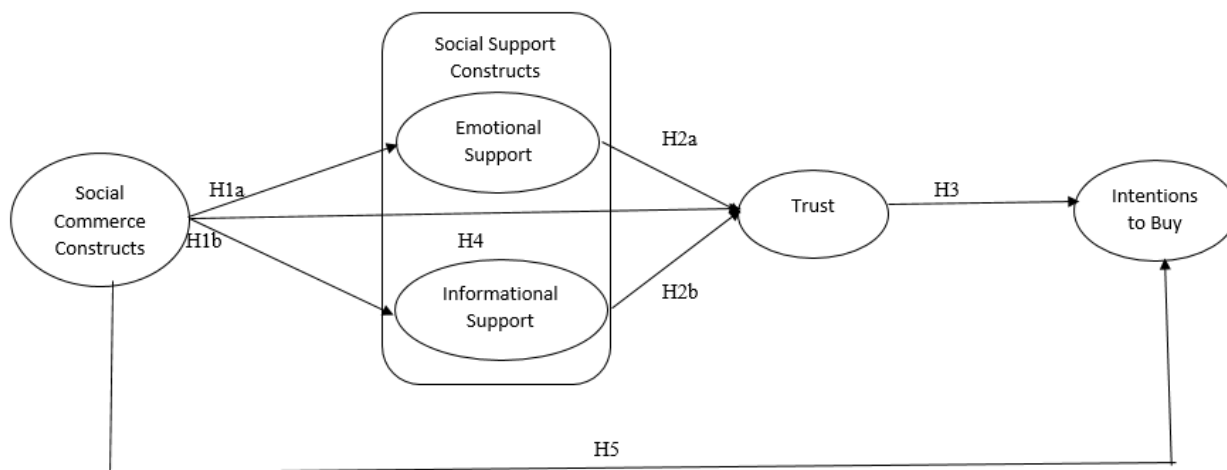 Social Support
Constructs
Emotional
Support
H2a
H1a
Social
Commerce
Constructs
H1b
H4
Trust
H3
Intentions
to Buy
Informational
Support
H2b
H5